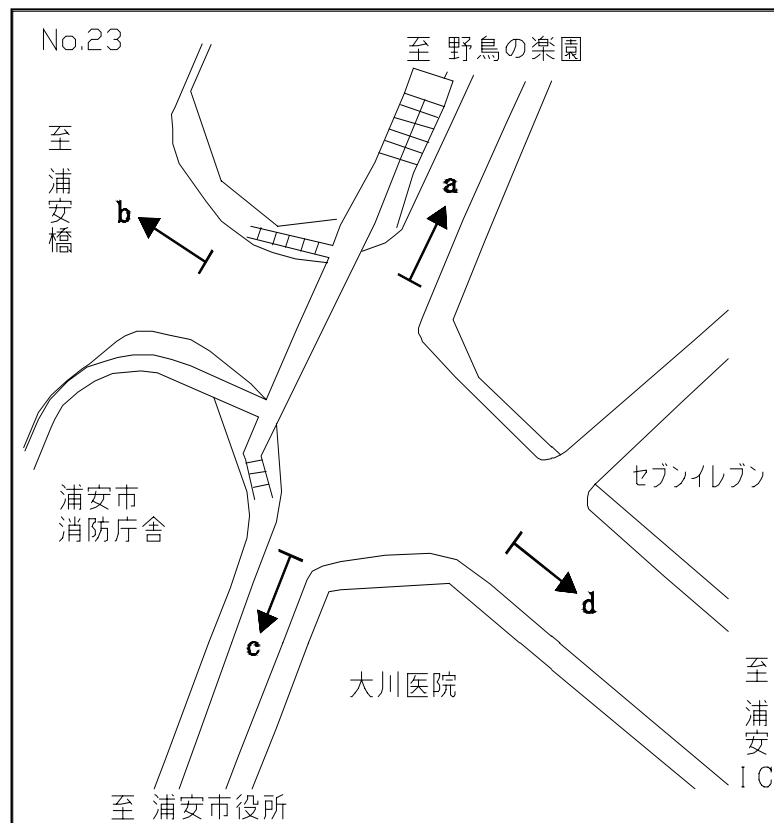 No.23
至 野鳥の楽園
至 浦安橋
a
b
セブンイレブン
浦安市
消防庁舎
d
c
大川医院
至 浦安IC
至 浦安市役所